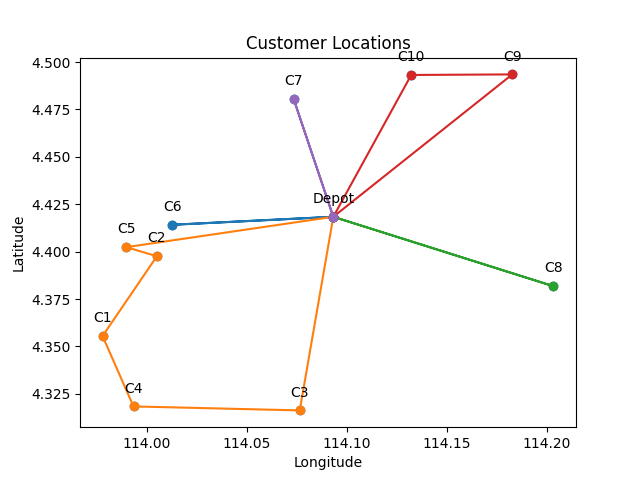 Customer Locations
C10
C9
4.500
C7
4.475
4.450
4.425
Depot
C6
C5
C2
4.400
C8
4.375
C1
4.350
C4
C3
4.325
Latitude
114.00
114.05
114.10
114.15
114.20
Longitude